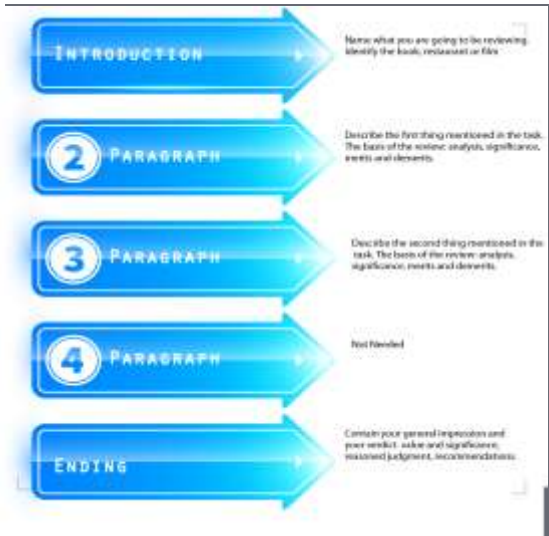 INTRODUCTION
Name what you are going to be reviewing.
Identify the book, restaurant or film
2 PARAGRAPH
Describe the first thing mentioned in the task.
The basis of the review: analysis, significance,
merits and demerits.
3 PARAGRAPH
Describe the second thing mentioned in the
task. The basis of the review: analysis,
significance, merits and demerits.
4 PARAGRAPH
Not Needed
ENDING
Contain your general impression and
your verdict: value and significance,
reasoned judgment, recommendations.